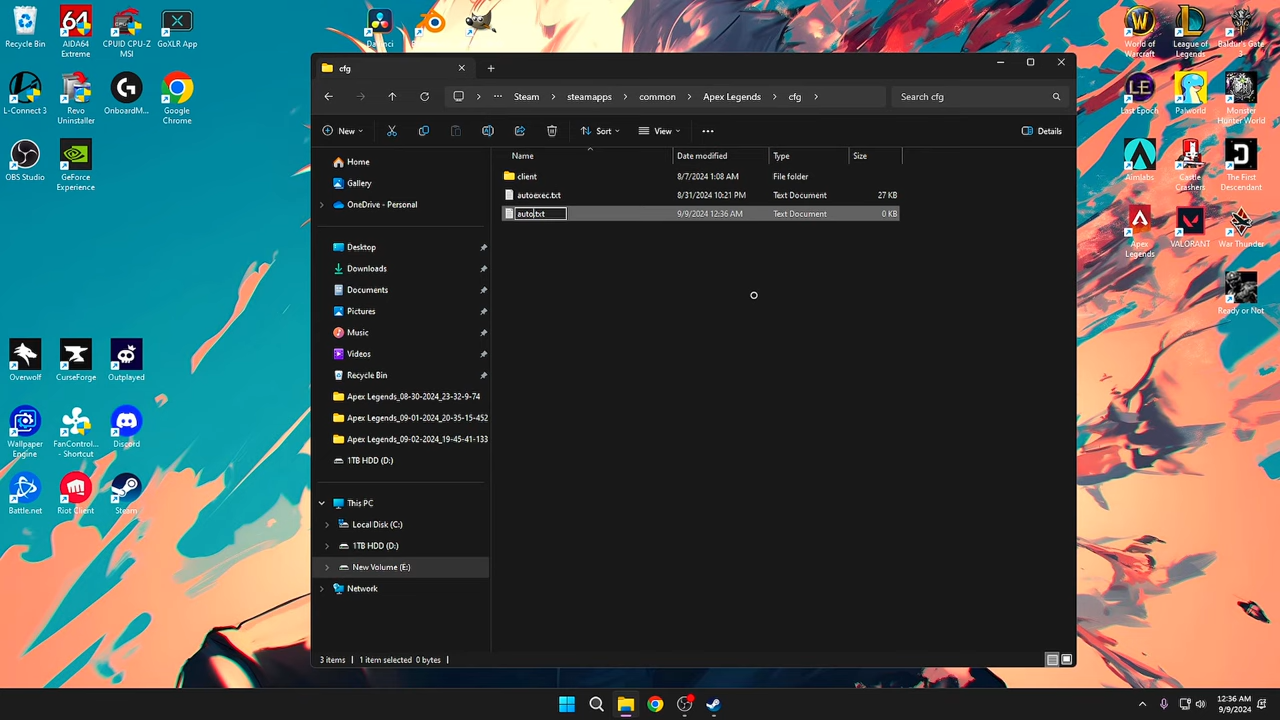 Recycle Bin
AIDA64
Extreme
CPUID CPU-Z
MSI
GoXLR App
L-Connect 3
Revo
Uninstaller
OnboardM...
Google
Chrome
OBS Studio
GeForce
Experience
World of
Warcraft
League of
Legends
Baldur's Gate
3
Last Epoch
Palworld
Monster
Hunter World
Aimlabs
Castle
Crashers
The First
Descendant
Apex
Legends
VALORANT
War Thunder
Ready or Not
Overwolf
CurseForge
Outplayed
Wallpaper
Engine
FanControl...
- Shortcut
Discord
Battle.net
Riot Client
Steam
cfg
Steam
steamapps
common
Apex Legends
cfg
Search cfg
New
Sort
View
Details
Name
Date modified
Type
Size
client
8/7/2024 1:08 AM
File folder
autoexec.txt
8/31/2024 10:21 PM
Text Document
27 KB
auto.txt
9/9/2024 12:36 AM
Text Document
0 KB
Home
Gallery
OneDrive - Personal
Desktop
Downloads
Documents
Pictures
Music
Videos
Recycle Bin
Apex Legends_08-30-2024_23-32-9-74
Apex Legends_09-01-2024_20-35-15-452
Apex Legends_09-02-2024_19-45-41-133
1TB HDD (D:)
This PC
Local Disk (C:)
1TB HDD (D:)
New Volume (E:)
Network
3 items
1 item selected 0 bytes
12:36 AM
9/9/2024